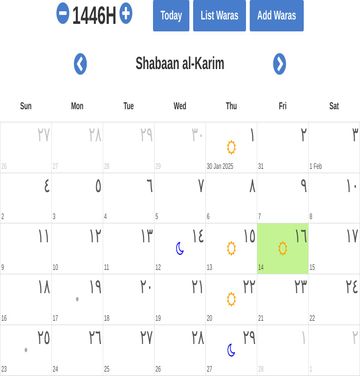 1446H
Today List Waras Add Waras
Shabaan al-Karim
Sun Mon Tue Wed Thu Fri Sat
٢٧ ٢٨ ٢٩ ٣٠ ١ ٢ ٣
26 27 28 29 30 Jan 2025 31 1 Feb
٤ ٥ ٦ ٧ ٨ ٩ ١٠
2 3 4 5 6 7 8
١١ ١٢ ١٣ ١٤ ١٥ ١٦ ١٧
9 10 11 12 13 14 15
١٨ ١٩ ٢٠ ٢١ ٢٢ ٢٣ ٢٤
16 17 18 19 20 21 22
٢٥ ٢٦ ٢٧ ٢٨ ٢٩ ١ ٢
23 24 25 26 27 28 1